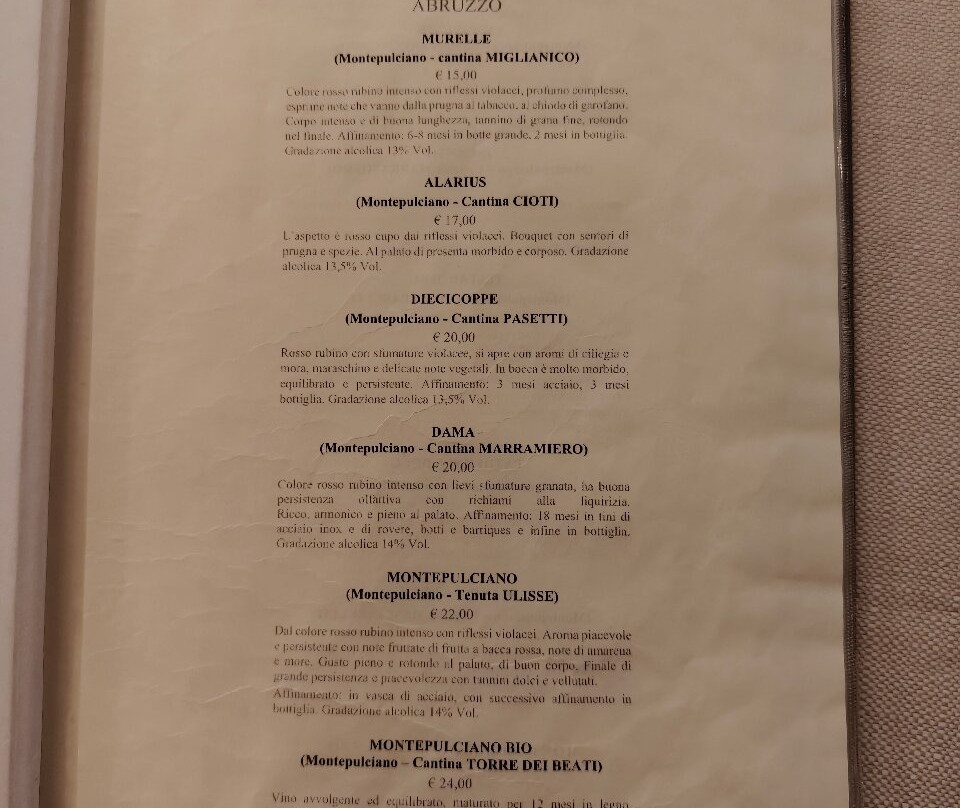 ABRUZZO
MURELLE
(Montepulciano - cantina MIGLIANICO)
€ 15,00
Colore rosso rubino intenso con riflessi violacei, profumo complesso,
esprime note che vanno dalla prugna al tabacco, al chiodo di garofano.
Corpo intenso e di buona lunghezza, tannino di grana fine, rotondo
nel finale. Affinamento: 6-8 mesi in botte grande, 2 mesi in bottiglia.
Gradazione alcolica 13% Vol.
ALARIUS
(Montepulciano - Cantina CIOTI)
€ 17,00
L'aspetto è rosso cupo dai riflessi violacei. Bouquet con sentori di
prugna e spezie. Al palato di presenta morbido e corposo. Gradazione
alcolica 13,5% Vol.
DIECICOPPE
(Montepulciano - Cantina PASETTI)
€ 20,00
Rosso rubino con sfumature violacee, si apre con aromi di ciliegia e
mora, maraschino e delicate note vegetali. In bocca è molto morbido,
equilibrato e persistente. Affinamento: 3 mesi acciaio, 3 mesi
bottiglia. Gradazione alcolica 13,5% Vol.
DAMA
(Montepulciano - Cantina MARRAMIERO)
€ 20,00
Colore rosso rubino intenso con lievi sfumature granata, ha buona
persistenza olfattiva con richiami alla liquirizia.
Ricco, armonico e pieno al palato. Affinamento: 18 mesi in tini di
acciaio inox e di rovere, botti e barriques e infine in bottiglia.
Gradazione alcolica 14% Vol.
MONTEPULCIANO
(Montepulciano - Tenuta ULISSE)
€ 22,00
Dal colore rosso rubino intenso con riflessi violacei. Aroma piacevole
e persistente con note fruttate di frutta a bacca rossa, note di amarena
e more. Gusto pieno e rotondo al palato, di buon corpo. Finale di
grande persistenza e piacevolezza con tannini dolci e vellutati.
Affinamento: in vasca di acciaio, con successivo affinamento in
bottiglia. Gradazione alcolica 14% Vol.
MONTEPULCIANO BIO
(Montepulciano – Cantina TORRE DEI BEATI)
€ 24,00
Vino avvolgente ed equilibrato, maturato per 12 mesi in legno